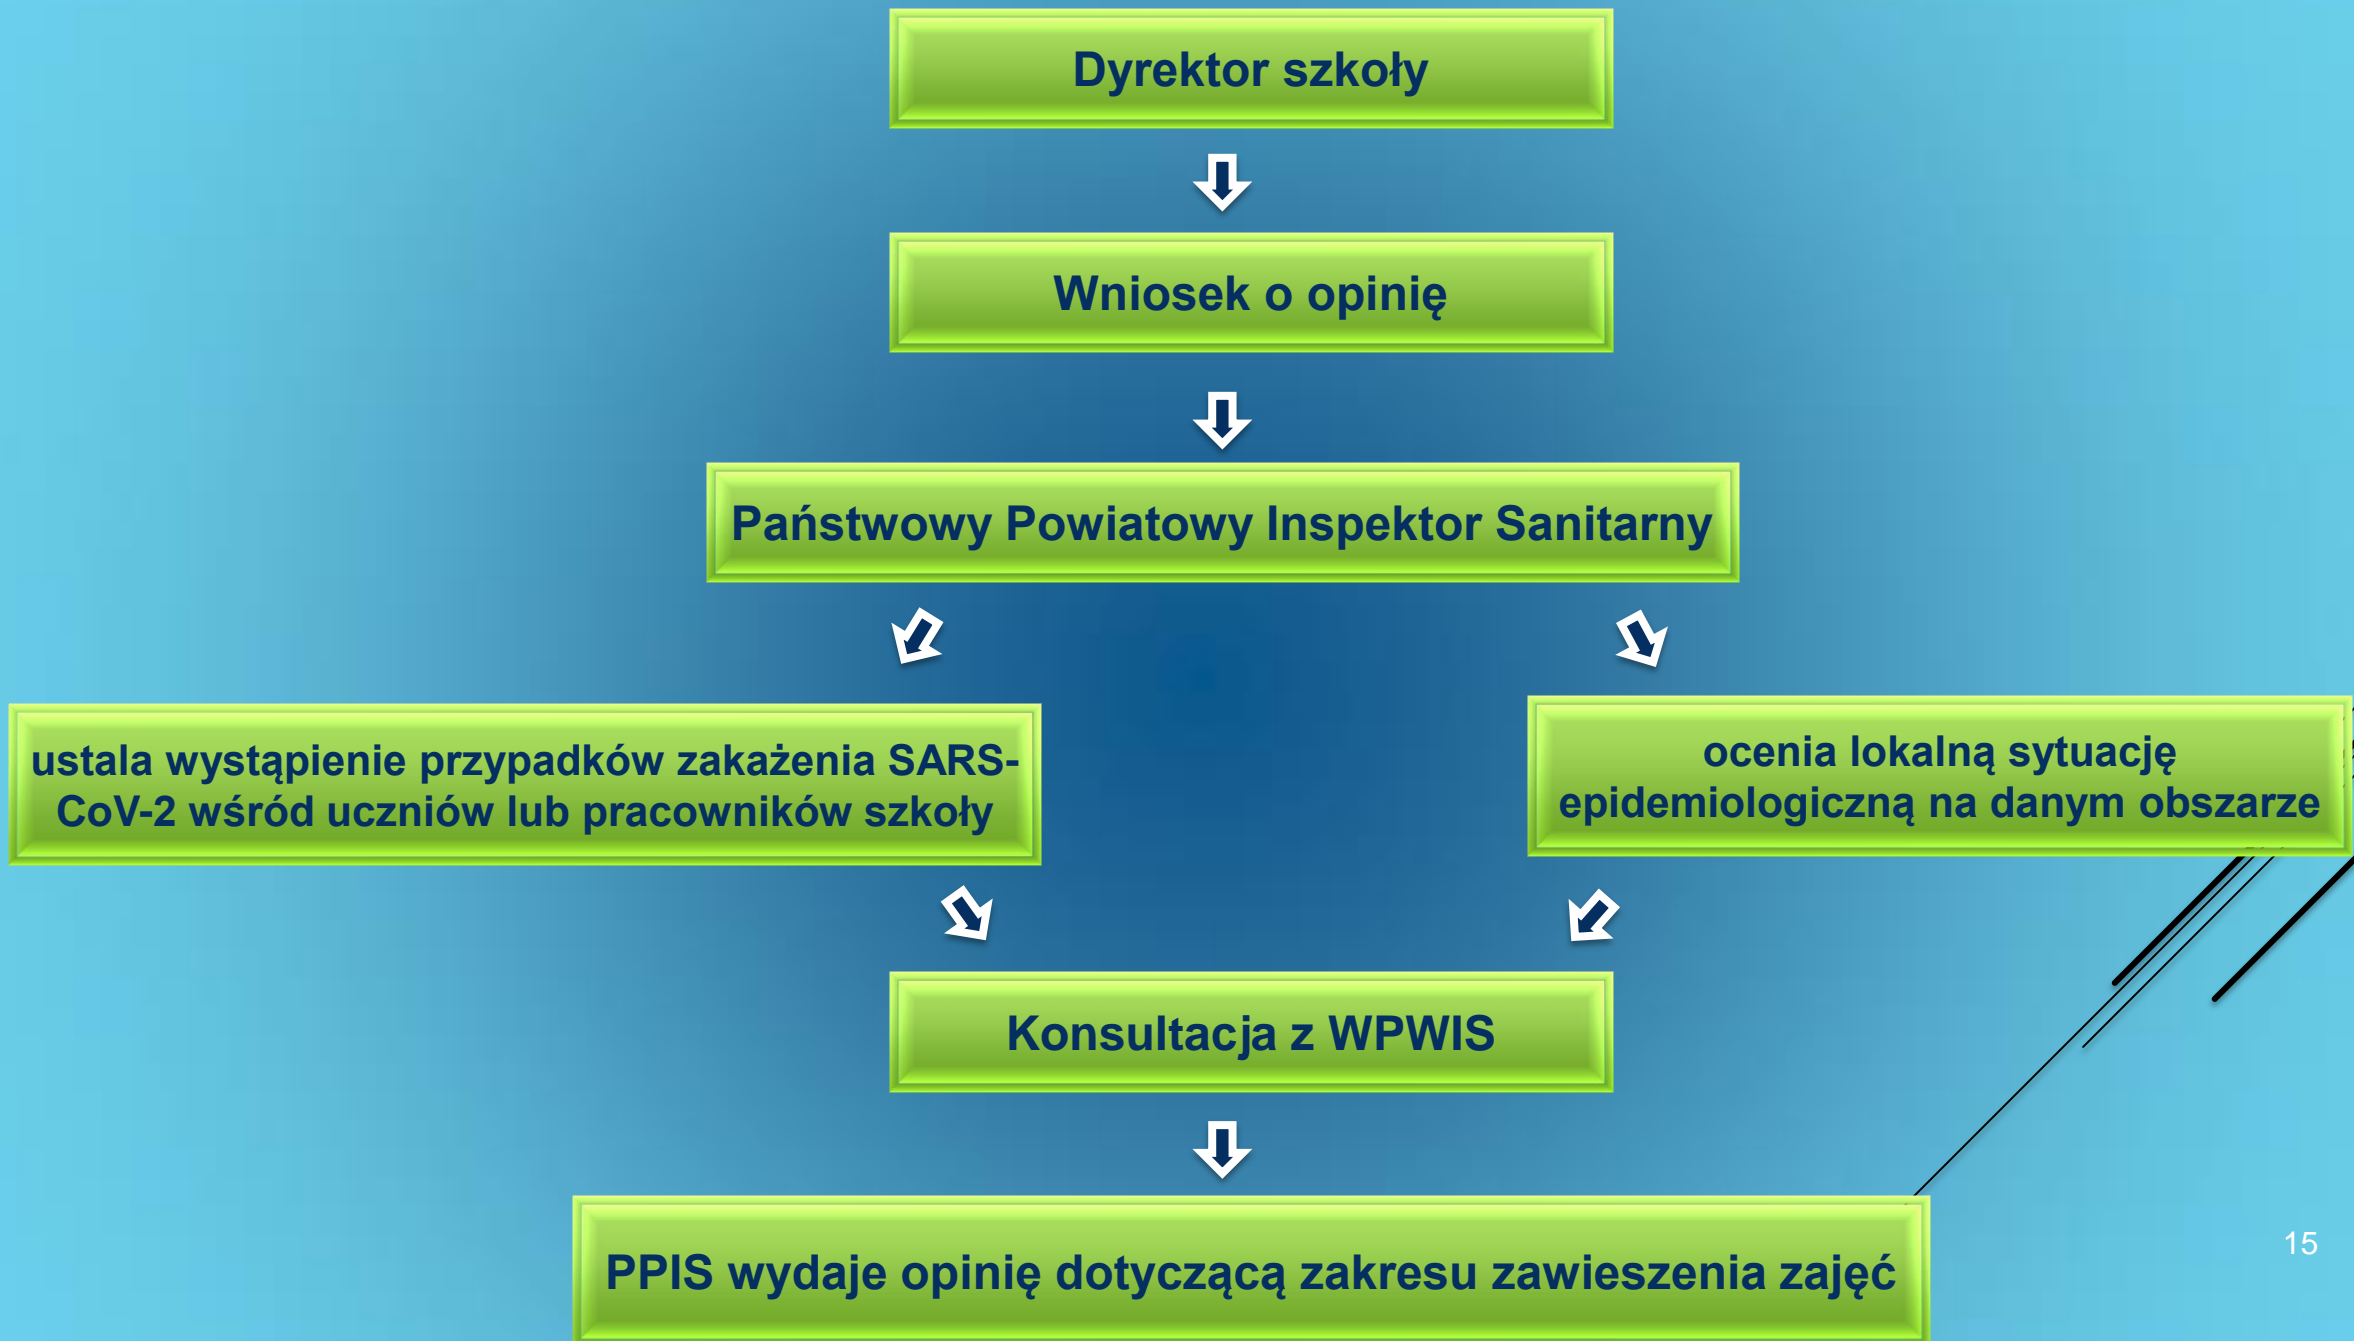 Dyrektor szkoły
Wniosek o opinię
Państwowy Powiatowy Inspektor Sanitarny
ustala wystąpienie przypadków zakażenia SARS-
CoV-2 wśród uczniów lub pracowników szkoły
ocenia lokalną sytuację
epidemiologiczną na danym obszarze
Konsultacja z WPWIS
PPIS wydaje opinię dotyczącą zakresu zawieszenia zajęć
15